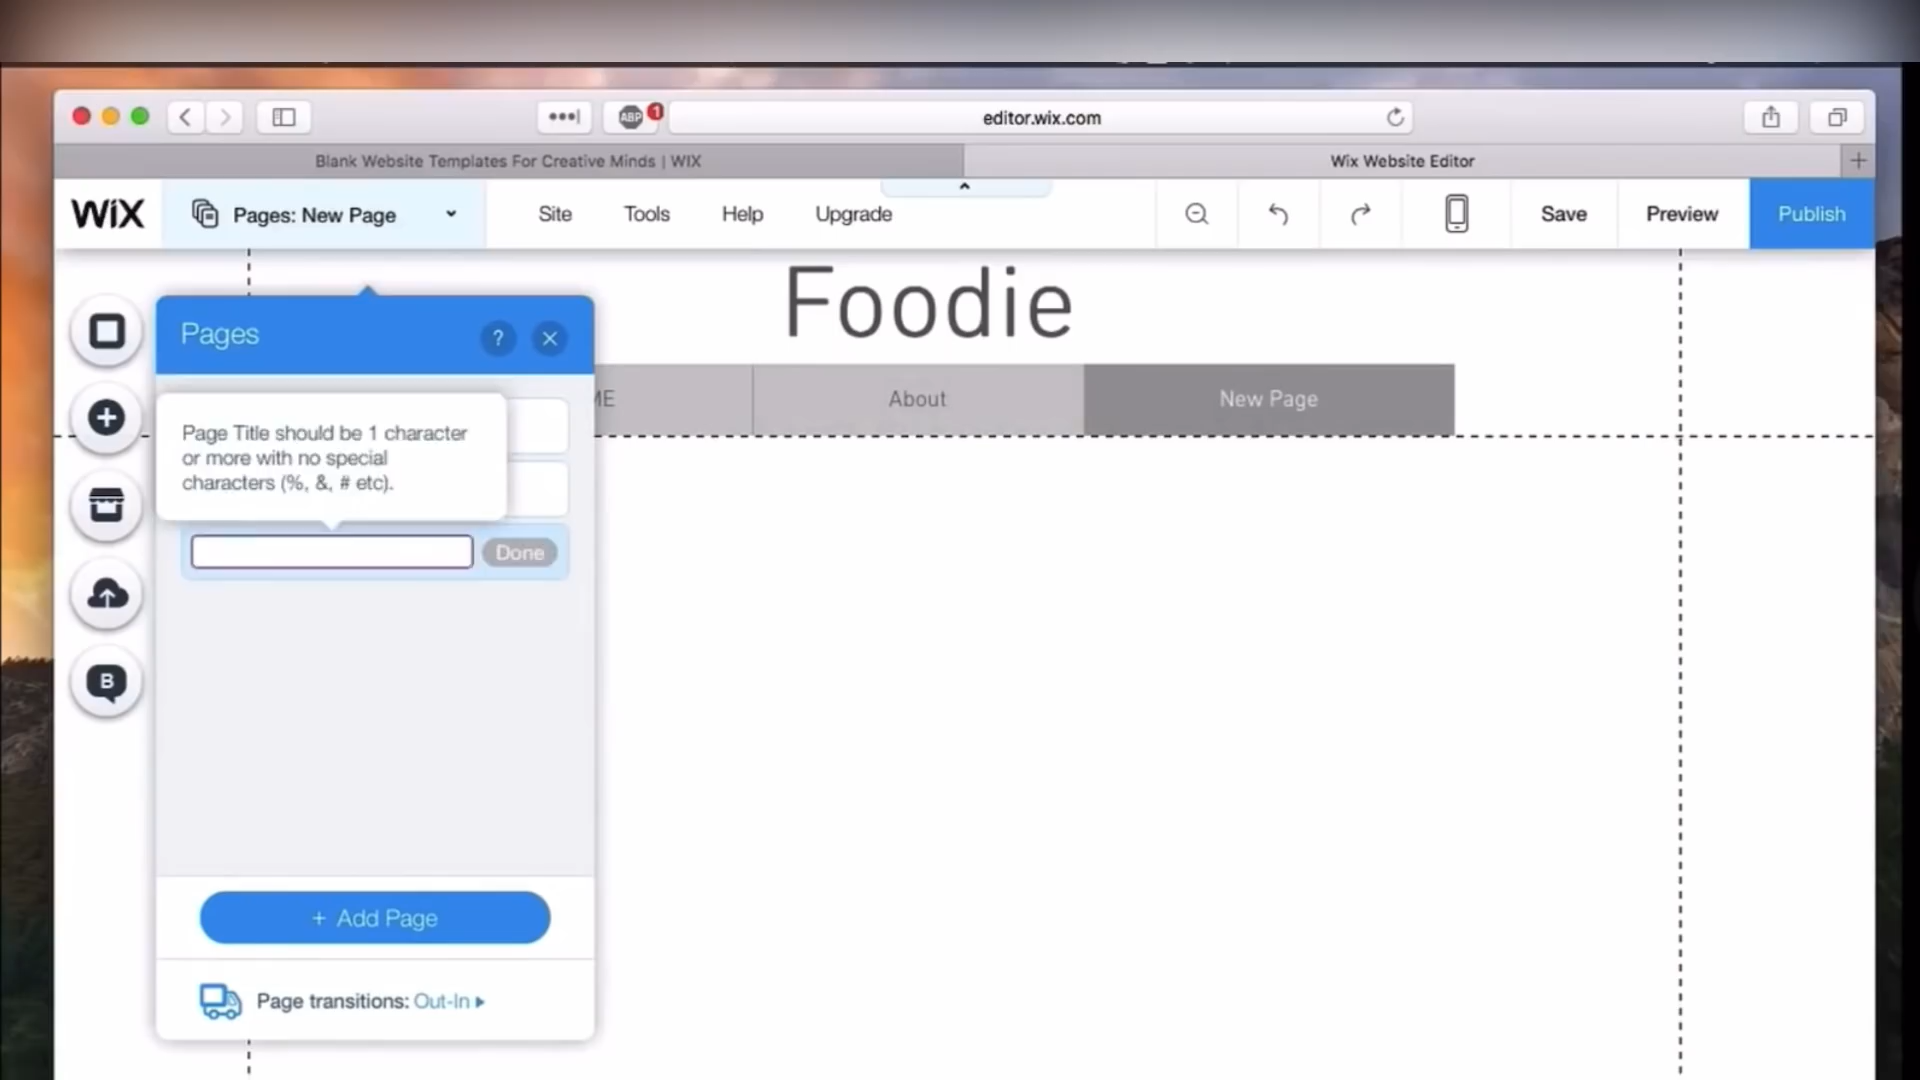 ABP 1
editor.wix.com
Blank Website Templates For Creative Minds | WIX
Wix Website Editor
WiX
Pages: New Page
Site
Tools
Help
Upgrade
Save
Preview
Publish
Foodie
ME
About
New Page
Pages
?
Page Title should be 1 character
or more with no special
characters (%, &, # etc).
Done
B
+ Add Page
Page transitions: Out-In